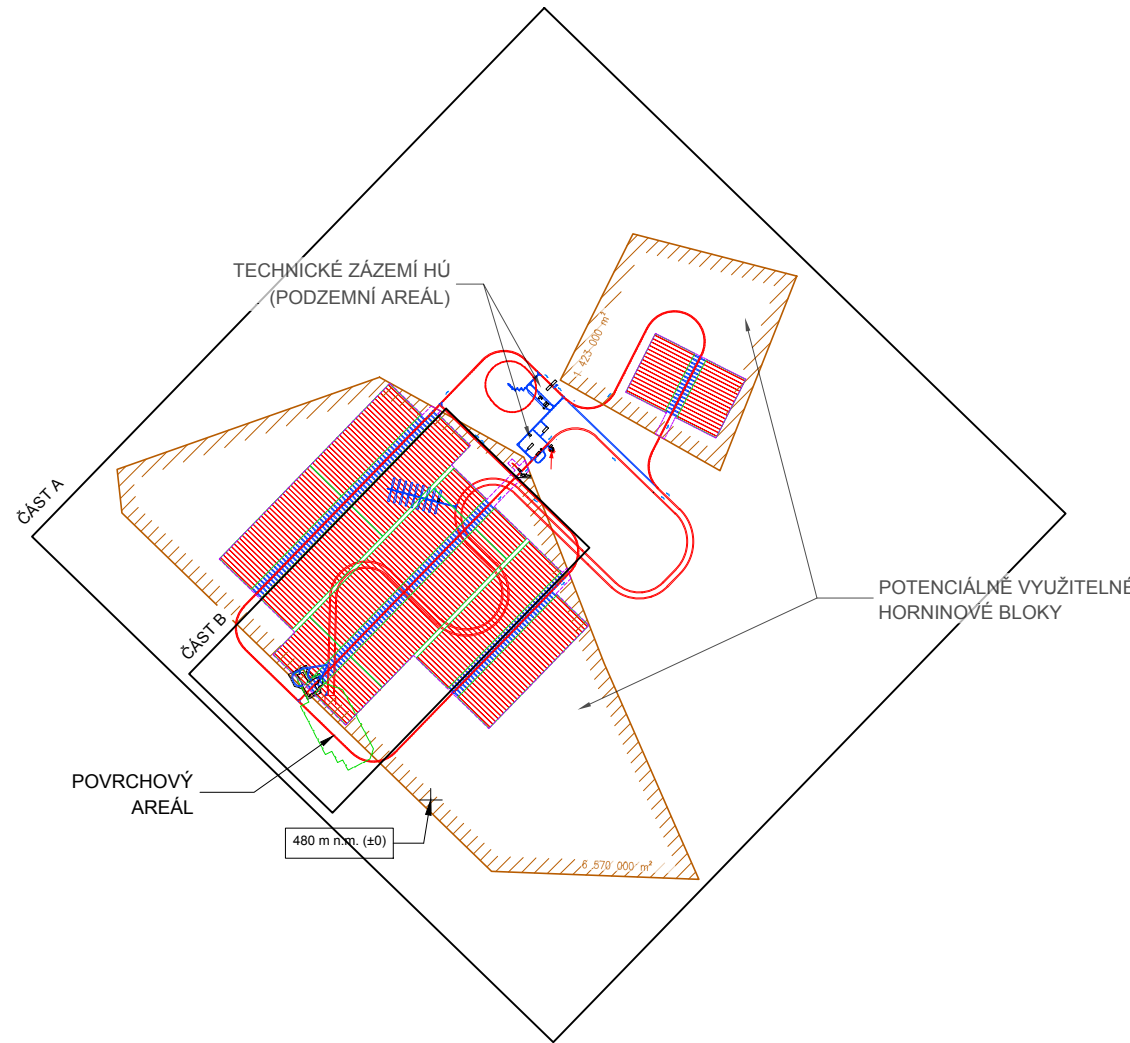 TECHNICKÉ ZÁZEMÍ HÚ
(PODZEMNÍ AREÁL)
1 423 000 m²
ČÁST A
ČÁST B
POTENCIÁLNĚ VYUŽITELNÉ
HORNINOVÉ BLOKY
POVRCHOVÝ
AREÁL
480 m n.m. (±0)
6 570 000 m²